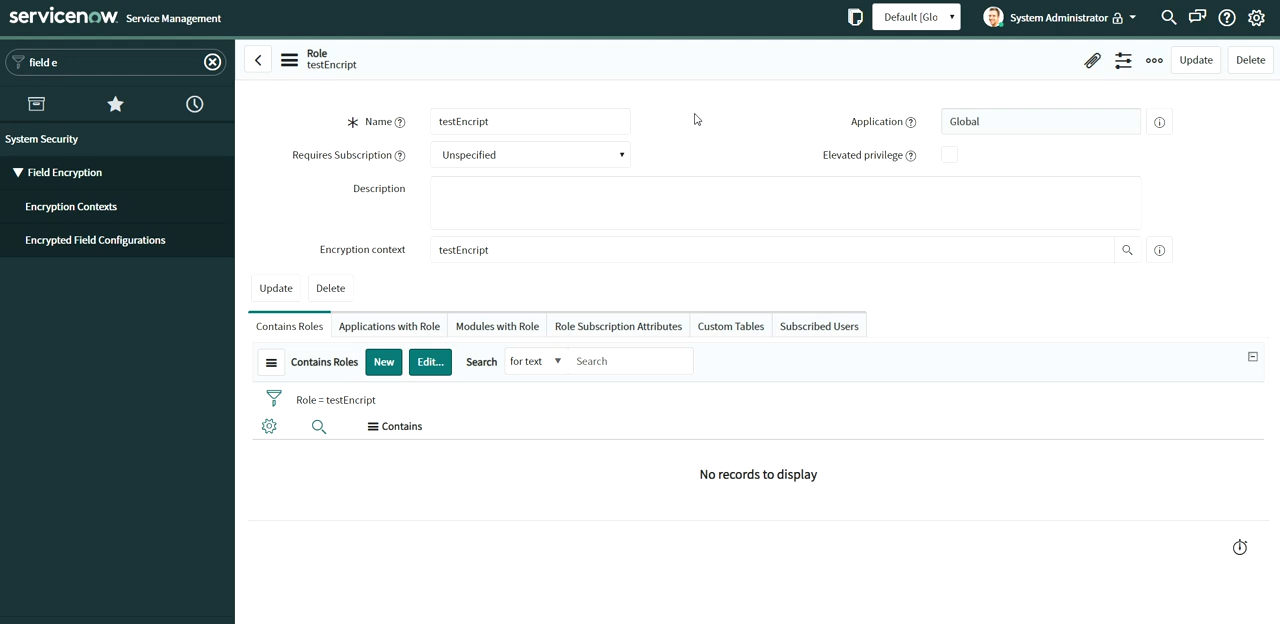 servicenow. Service Management
Default [Glo
System Administrator
field e
System Security
Field Encryption
Encryption Contexts
Encrypted Field Configurations
Role
testEncript
Update
Delete
Name
testEncript
Application
Global
Requires Subscription
Unspecified
Elevated privilege
Description
Encryption context
testEncript
Update
Delete
Contains Roles
Applications with Role
Modules with Role
Role Subscription Attributes
Custom Tables
Subscribed Users
Contains Roles
New
Edit...
Search
for text
Search
Role = testEncript
Contains
No records to display